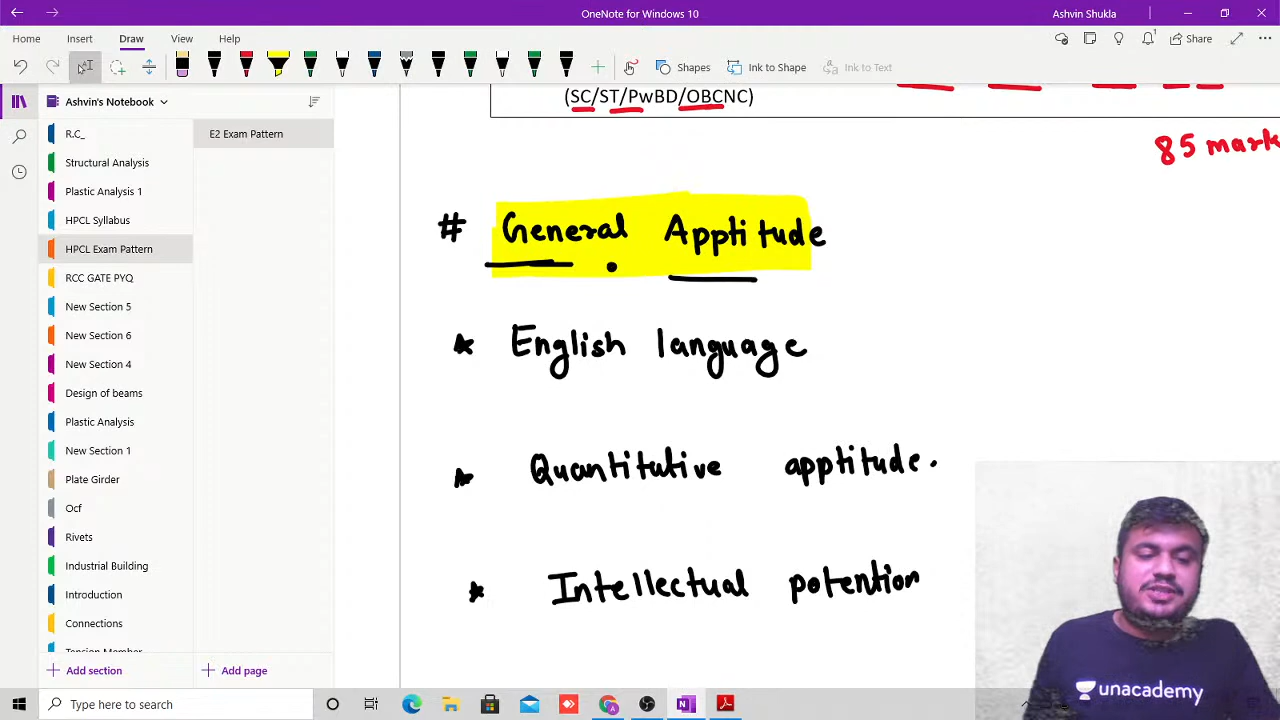 OneNote for Windows 10
Ashvin Shukla
Home Insert Draw View Help
Share
Shapes Ink to Shape Ink to Text
Ashvin's Notebook
R.C_
Structural Analysis
Plastic Analysis 1
HPCL Syllabus
HPCL Exam Pattern
RCC GATE PYQ
New Section 5
New Section 6
New Section 4
Design of beams
Plastic Analysis
New Section 1
Plate Girder
Ocf
Rivets
Industrial Building
Introduction
Connections
Tension Member
Add section
E2 Exam Pattern
Add page
(SC/ST/PwBD/OBCNC)
85 mark
# General Apptitude
* English language
* Quantitative apptitude.
* Intellectual potention
unacademy
Type here to search